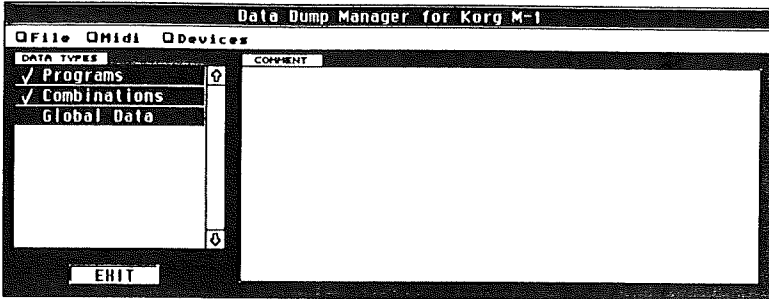 Data Dump Manager for Korg M-1
File Midi Devices
DATA TYPES
COMMENT
✓ Programs
✓ Combinations
Global Data
EXIT